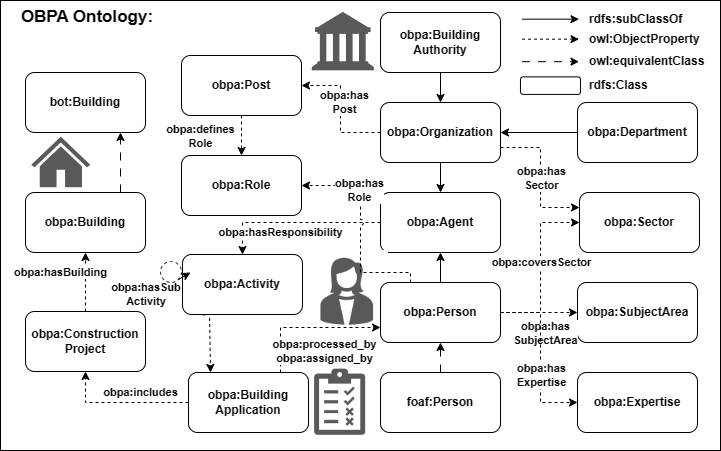 OBPA Ontology:
rdfs:subClassOf
owl:ObjectProperty
owl:equivalentClass
rdfs:Class
obpa:Building
Authority
obpa:Post
bot:Building
obpa:has
Post
obpa:defines
Role
obpa:Organization
obpa:Department
obpa:has
Sector
obpa:Role
obpa:has
Role
obpa:Building
obpa:Agent
obpa:Sector
obpa:hasResponsibility
obpa:hasBuilding
obpa:hasSub
Activity
obpa:Activity
obpa:coversSector
obpa:Construction
Project
obpa:Person
obpa:SubjectArea
obpa:has
SubjectArea
obpa:processed_by
obpa:assigned_by
obpa:has
Expertise
obpa:includes
obpa:Building
Application
foaf:Person
obpa:Expertise